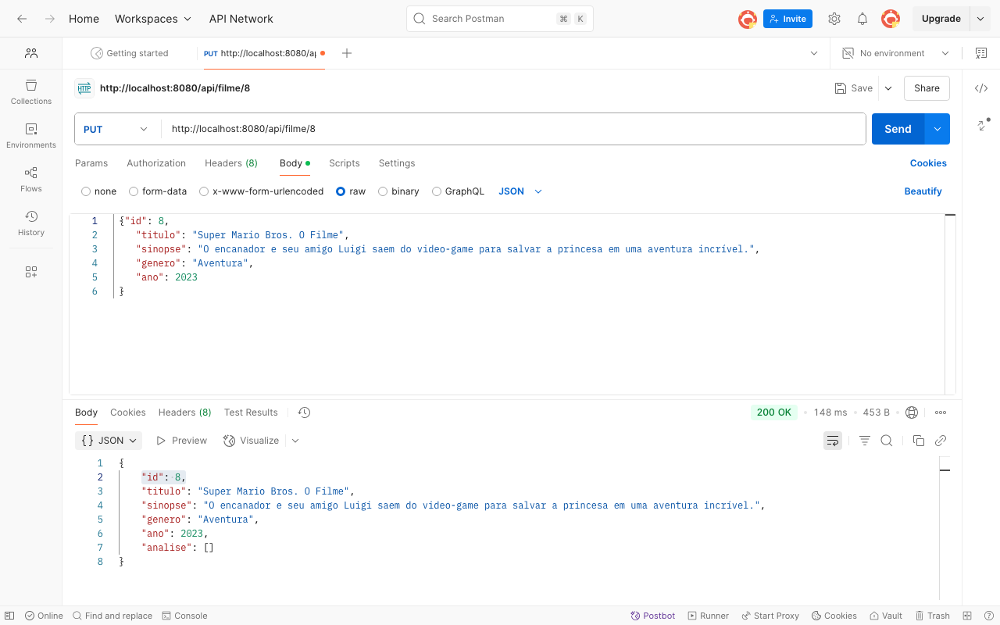 Home Workspaces API Network Search Postman ⌘ K Invite Upgrade
Getting started PUT http://localhost:8080/ap No environment
HTTP http://localhost:8080/api/filme/8 Save Share
Collections
Environments
Flows
History
PUT http://localhost:8080/api/filme/8 Send
Params Authorization Headers (8) Body Scripts Settings Cookies
none form-data x-www-form-urlencoded raw binary GraphQL JSON Beautify
1 {"id": 8,
2 "titulo": "Super Mario Bros. O Filme",
3 "sinopse": "O encanador e seu amigo Luigi saem do video-game para salvar a princesa em uma aventura incrível.",
4 "genero": "Aventura",
5 "ano": 2023
6 }
Body Cookies Headers (8) Test Results 200 OK 148 ms 453 B
{} JSON Preview Visualize
1 {
2 "id": 8,
3 "titulo": "Super Mario Bros. O Filme",
4 "sinopse": "O encanador e seu amigo Luigi saem do video-game para salvar a princesa em uma aventura incrível.",
5 "genero": "Aventura",
6 "ano": 2023,
7 "analise": []
8 }
Online Find and replace Console Postbot Runner Start Proxy Cookies Vault Trash